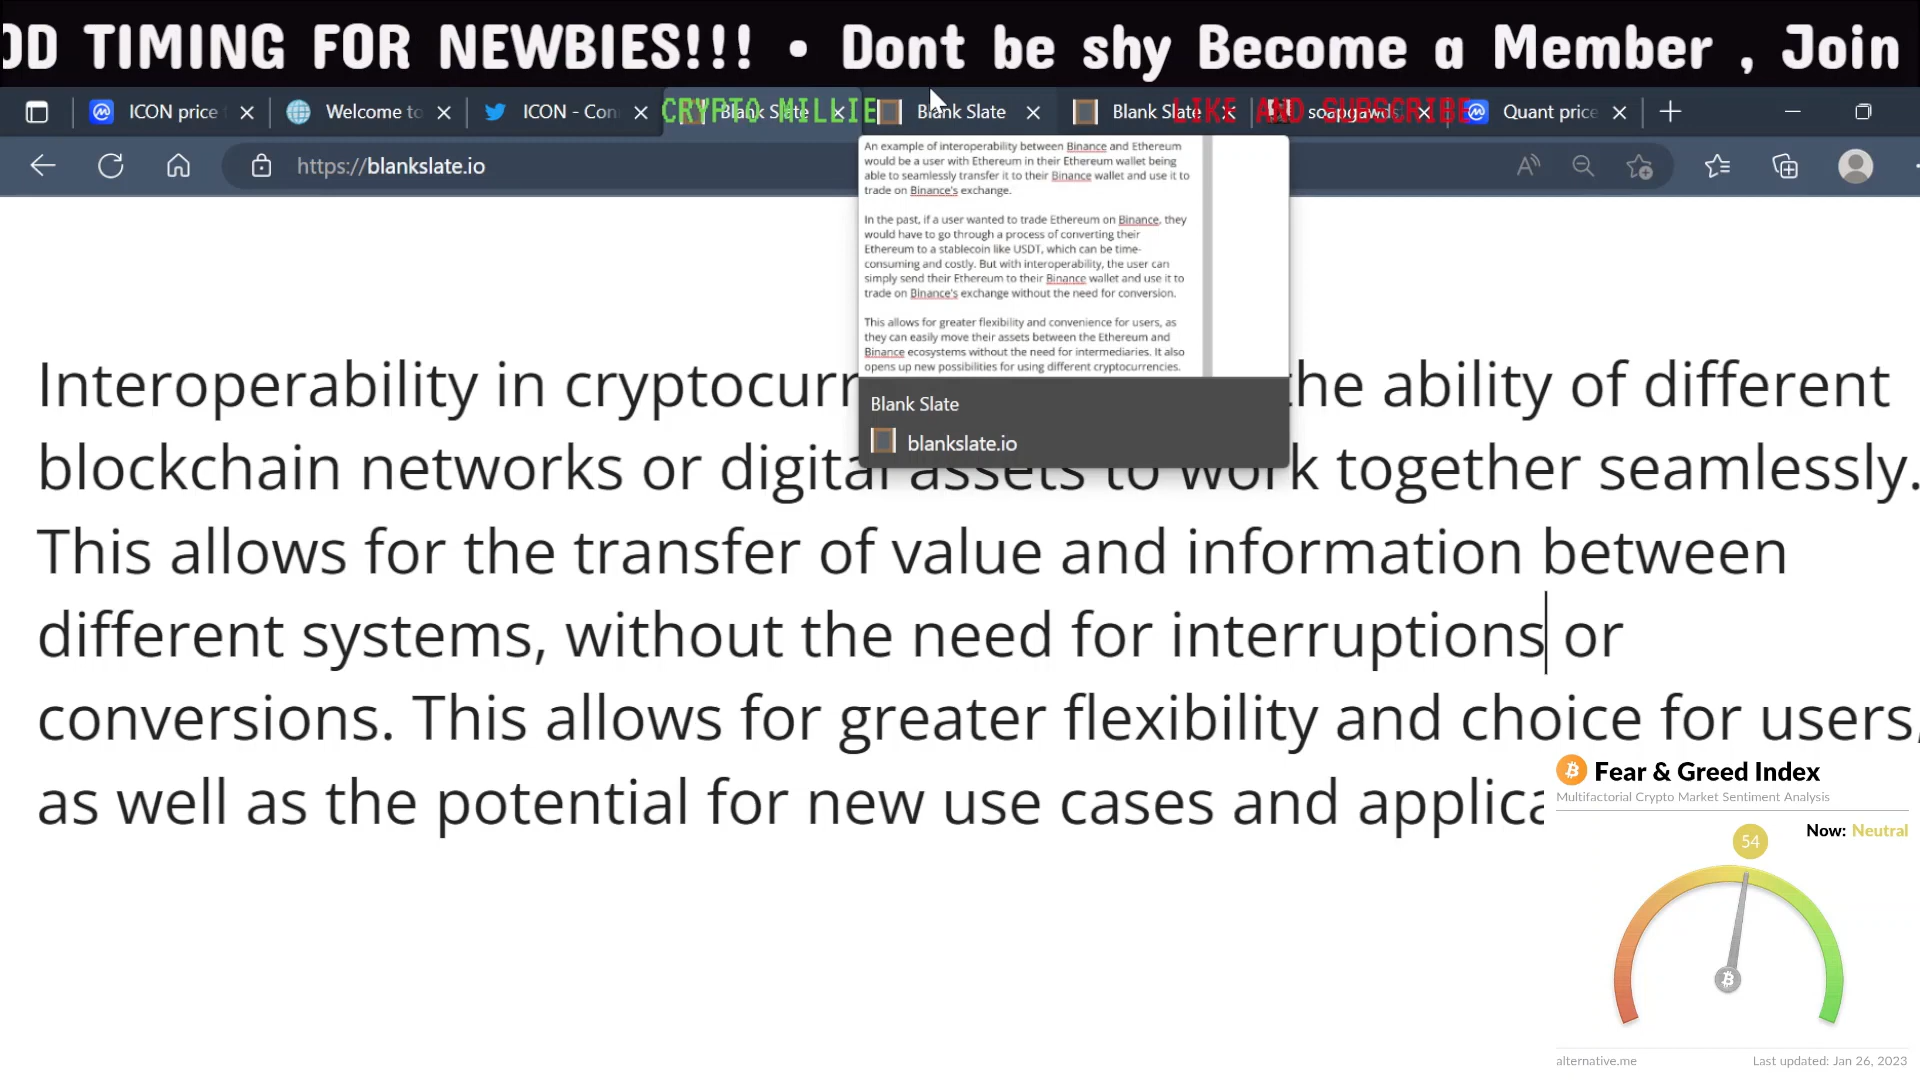 OD TIMING FOR NEWBIES!!! • Dont be shy Become a Member , Join
ICON price
Welcome to
ICON - Con
CRYPTO MILLIE
Blank Slate
Blank Slate
Blank Slate
LIKE AND SUBSCRIBE
soapgawds
Quant price
https://blankslate.io
An example of interoperability between Binance and Ethereum
would be a user with Ethereum in their Ethereum wallet being
able to seamlessly transfer it to their Binance wallet and use it to
trade on Binance's exchange.
In the past, if a user wanted to trade Ethereum on Binance, they
would have to go through a process of converting their
Ethereum to a stablecoin like USDT, which can be time-
consuming and costly. But with interoperability, the user can
simply send their Ethereum to their Binance wallet and use it to
trade on Binance's exchange without the need for conversion.
This allows for greater flexibility and convenience for users, as
they can easily move their assets between the Ethereum and
Binance ecosystems without the need for intermediaries. It also
opens up new possibilities for using different cryptocurrencies.
Blank Slate
blankslate.io
Interoperability in cryptocurr the ability of different
blockchain networks or digital assets to work together seamlessly.
This allows for the transfer of value and information between
different systems, without the need for interruptions or
conversions. This allows for greater flexibility and choice for users,
as well as the potential for new use cases and applica
Fear & Greed Index
Multifactorial Crypto Market Sentiment Analysis
Now: Neutral
54
alternative.me
Last updated: Jan 26, 2023